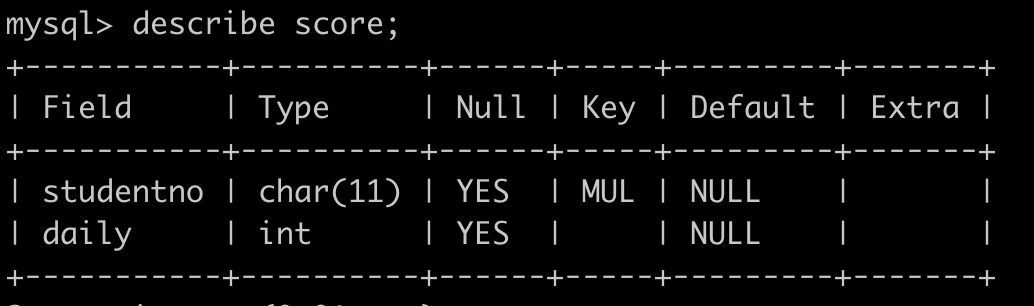 mysql> describe score;
+-----------+----------+------+-----+---------+-------+
| Field     | Type     | Null | Key | Default | Extra |
+-----------+----------+------+-----+---------+-------+
| studentno | char(11) | YES  | MUL | NULL    |       |
| daily     | int      | YES  |     | NULL    |       |
+-----------+----------+------+-----+---------+-------+